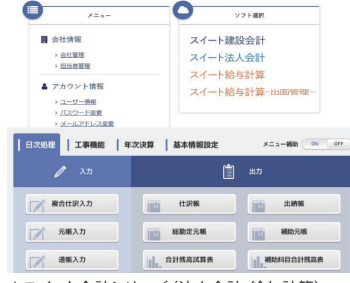 メニュー
会社情報
> 会社管理
> 担当者管理
アカウント情報
> ユーザー情報
> パスワード変更
> メールアドレス変更
ソフト選択
スイート建設会計
スイート法人会計
スイート給与計算
スイート給与計算−出面管理−
日次処理 工事機能 年次決算 基本情報設定 メニュー補助 ON OFF
入力 出力
複合仕訳入力 仕訳帳 出納帳
元帳入力 総勘定元帳 補助元帳
通帳入力 合計残高試算表 補助科目合計残高表